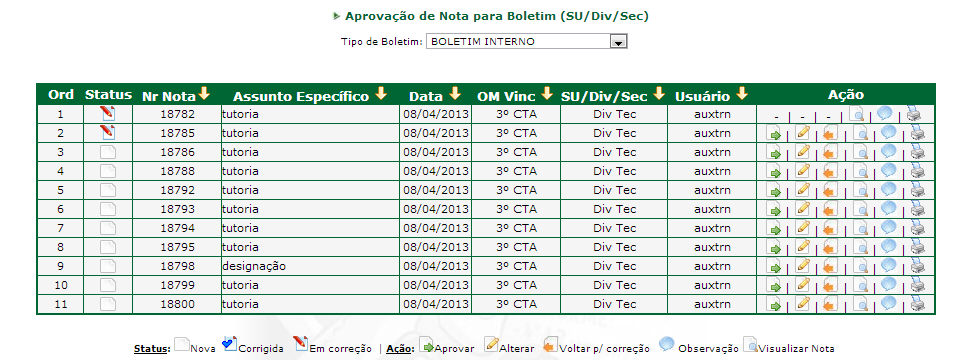 Aprovação de Nota para Boletim (SU/Div/Sec)
Tipo de Boletim: BOLETIM INTERNO
Ord Status Nr Nota Assunto Específico Data OM Vinc SU/Div/Sec Usuário Ação
1 18782 tutoria 08/04/2013 3º CTA Div Tec auxtrn - | - | - | | |
2 18785 tutoria 08/04/2013 3º CTA Div Tec auxtrn | | | | |
3 18786 tutoria 08/04/2013 3º CTA Div Tec auxtrn | | | | |
4 18788 tutoria 08/04/2013 3º CTA Div Tec auxtrn | | | | |
5 18792 tutoria 08/04/2013 3º CTA Div Tec auxtrn | | | | |
6 18793 tutoria 08/04/2013 3º CTA Div Tec auxtrn | | | | |
7 18794 tutoria 08/04/2013 3º CTA Div Tec auxtrn | | | | |
8 18795 tutoria 08/04/2013 3º CTA Div Tec auxtrn | | | | |
9 18798 designação 08/04/2013 3º CTA Div Tec auxtrn | | | | |
10 18799 tutoria 08/04/2013 3º CTA Div Tec auxtrn | | | | |
11 18800 tutoria 08/04/2013 3º CTA Div Tec auxtrn | | | | |
Status: Nova Corrigida Em correção | Ação: Aprovar Alterar Voltar p/ correção Observação Visualizar Nota